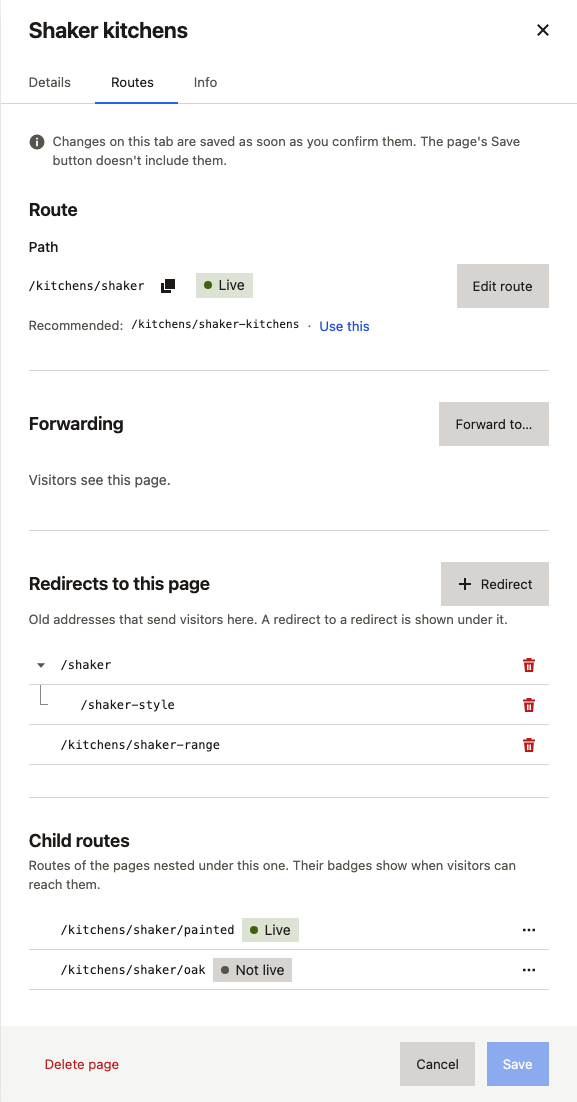 Shaker kitchens
Details Routes Info
Changes on this tab are saved as soon as you confirm them. The page's Save
button doesn't include them.
Route
Path
/kitchens/shaker Live Edit route
Recommended: /kitchens/shaker-kitchens · Use this
Forwarding Forward to...
Visitors see this page.
Redirects to this page + Redirect
Old addresses that send visitors here. A redirect to a redirect is shown under it.
/shaker
/shaker-style
/kitchens/shaker-range
Child routes
Routes of the pages nested under this one. Their badges show when visitors can
reach them.
/kitchens/shaker/painted Live
/kitchens/shaker/oak Not live
Delete page Cancel Save